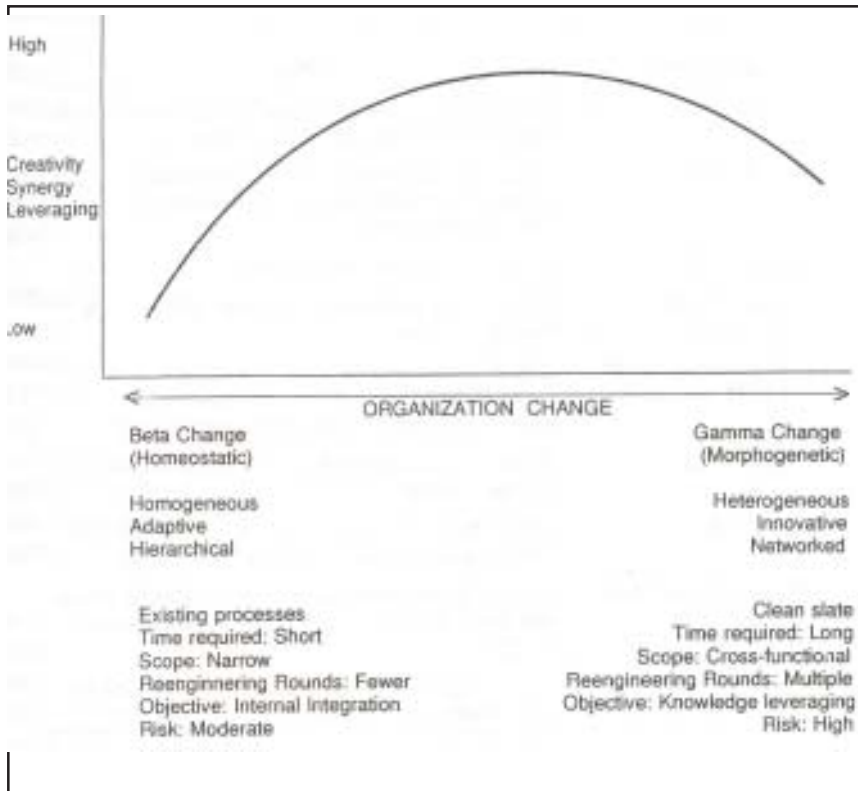 High
Creativity
Synergy
Leveraging
Low
ORGANIZATION CHANGE
Beta Change
(Homeostatic)
Gamma Change
(Morphogenetic)
Homogeneous
Adaptive
Hierarchical
Heterogeneous
Innovative
Networked
Existing processes
Time required: Short
Scope: Narrow
Reenginnering Rounds: Fewer
Objective: Internal Integration
Risk: Moderate
Clean slate
Time required: Long
Scope: Cross-functional
Reengineering Rounds: Multiple
Objective: Knowledge leveraging
Risk: High